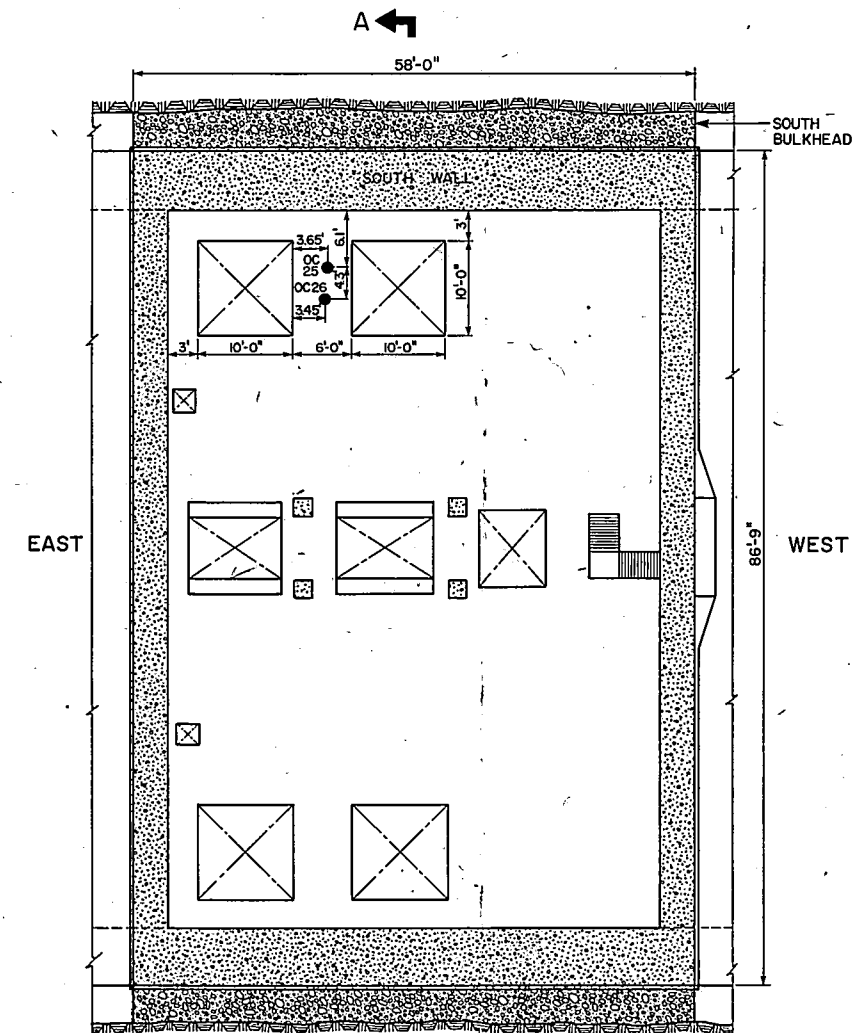 A
58'-0"
SOUTH
BULKHEAD
SOUTH WALL
3.65'
6.1'
3'
OC
25
4.3'
10'-0"
OC26
3.45'
3'
10'-0"
6'-0"
10'-0"
EAST
86'-9"
WEST